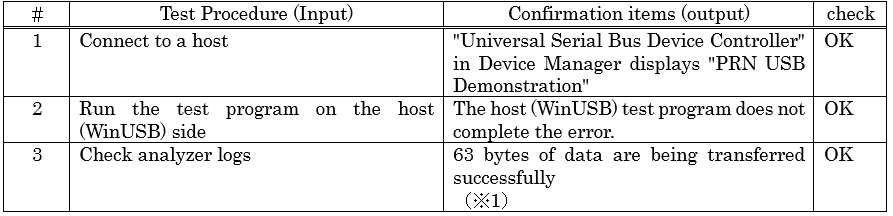 # Test Procedure (Input) Confirmation items (output) check
1 Connect to a host "Universal Serial Bus Device Controller" OK
in Device Manager displays "PRN USB
Demonstration"
2 Run the test program on the host The host (WinUSB) test program does not OK
(WinUSB) side complete the error.
3 Check analyzer logs 63 bytes of data are being transferred OK
successfully
（※1）